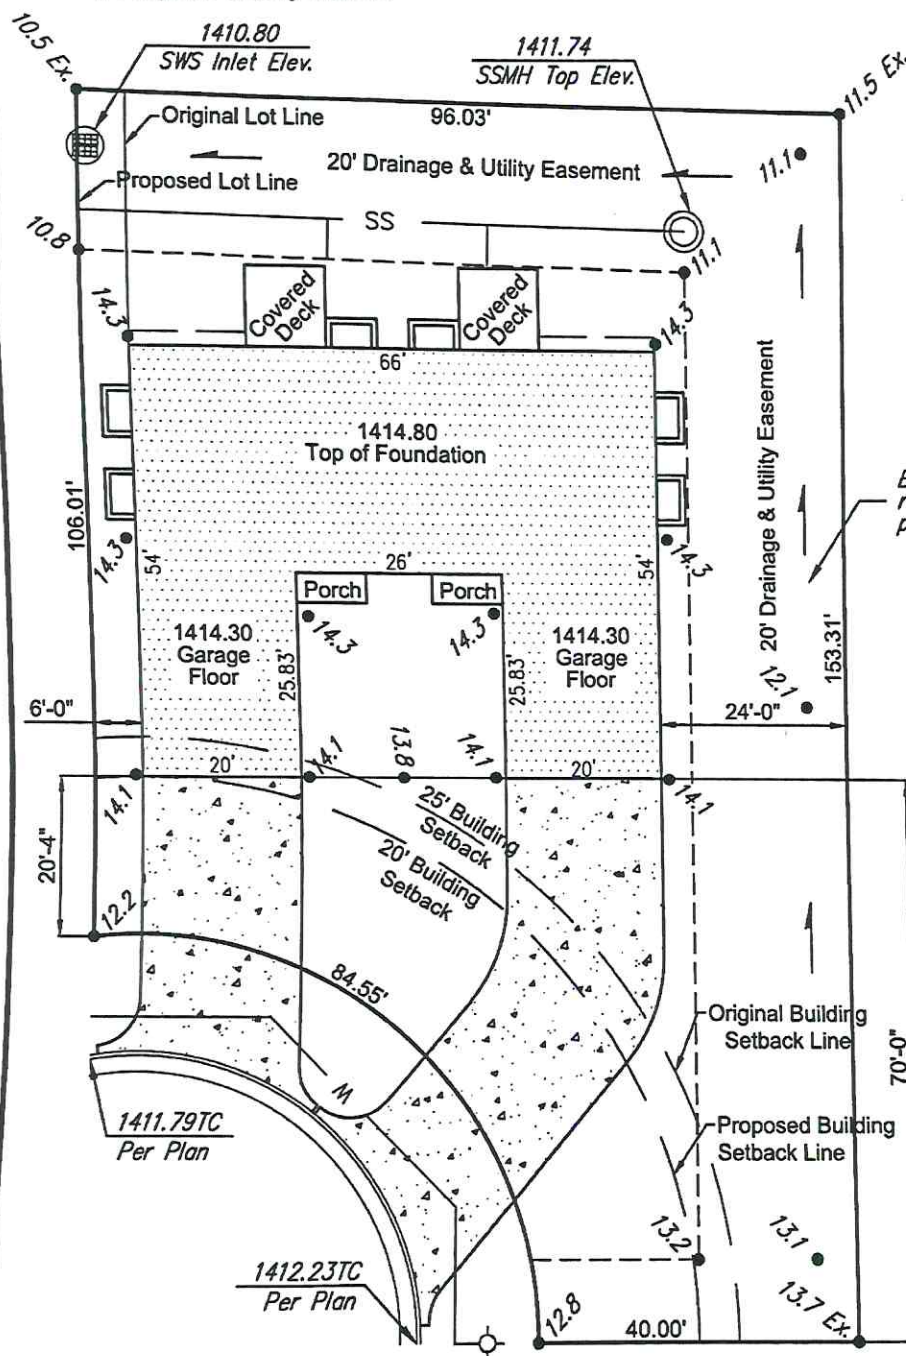 10.5 Ex.
1410.80
SWS Inlet Elev.
1411.74
SSMH Top Elev.
11.5 Ex.
Original Lot Line
96.03'
20' Drainage & Utility Easement
11.1
Proposed Lot Line
SS
10.8
11.1
Covered
Deck
Covered
Deck
14.3
14.3
66'
1414.80
Top of Foundation
20' Drainage & Utility Easement
106.01'
14.3
54'
26'
54'
14.3
Porch
Porch
14.3
14.3
1414.30
Garage
Floor
1414.30
Garage
Floor
25.83'
25.83'
153.31'
12.1
6'-0"
24'-0"
20'
14.1
13.8
14.1
20'
14.1
14.1
25' Building
Setback
20' Building
Setback
20'-4"
12.2
84.55'
Original Building
Setback Line
70'-0"
W
1411.79TC
Per Plan
Proposed Building
Setback Line
13.2
13.1
1412.23TC
Per Plan
13.7 Ex.
12.8
40.00'